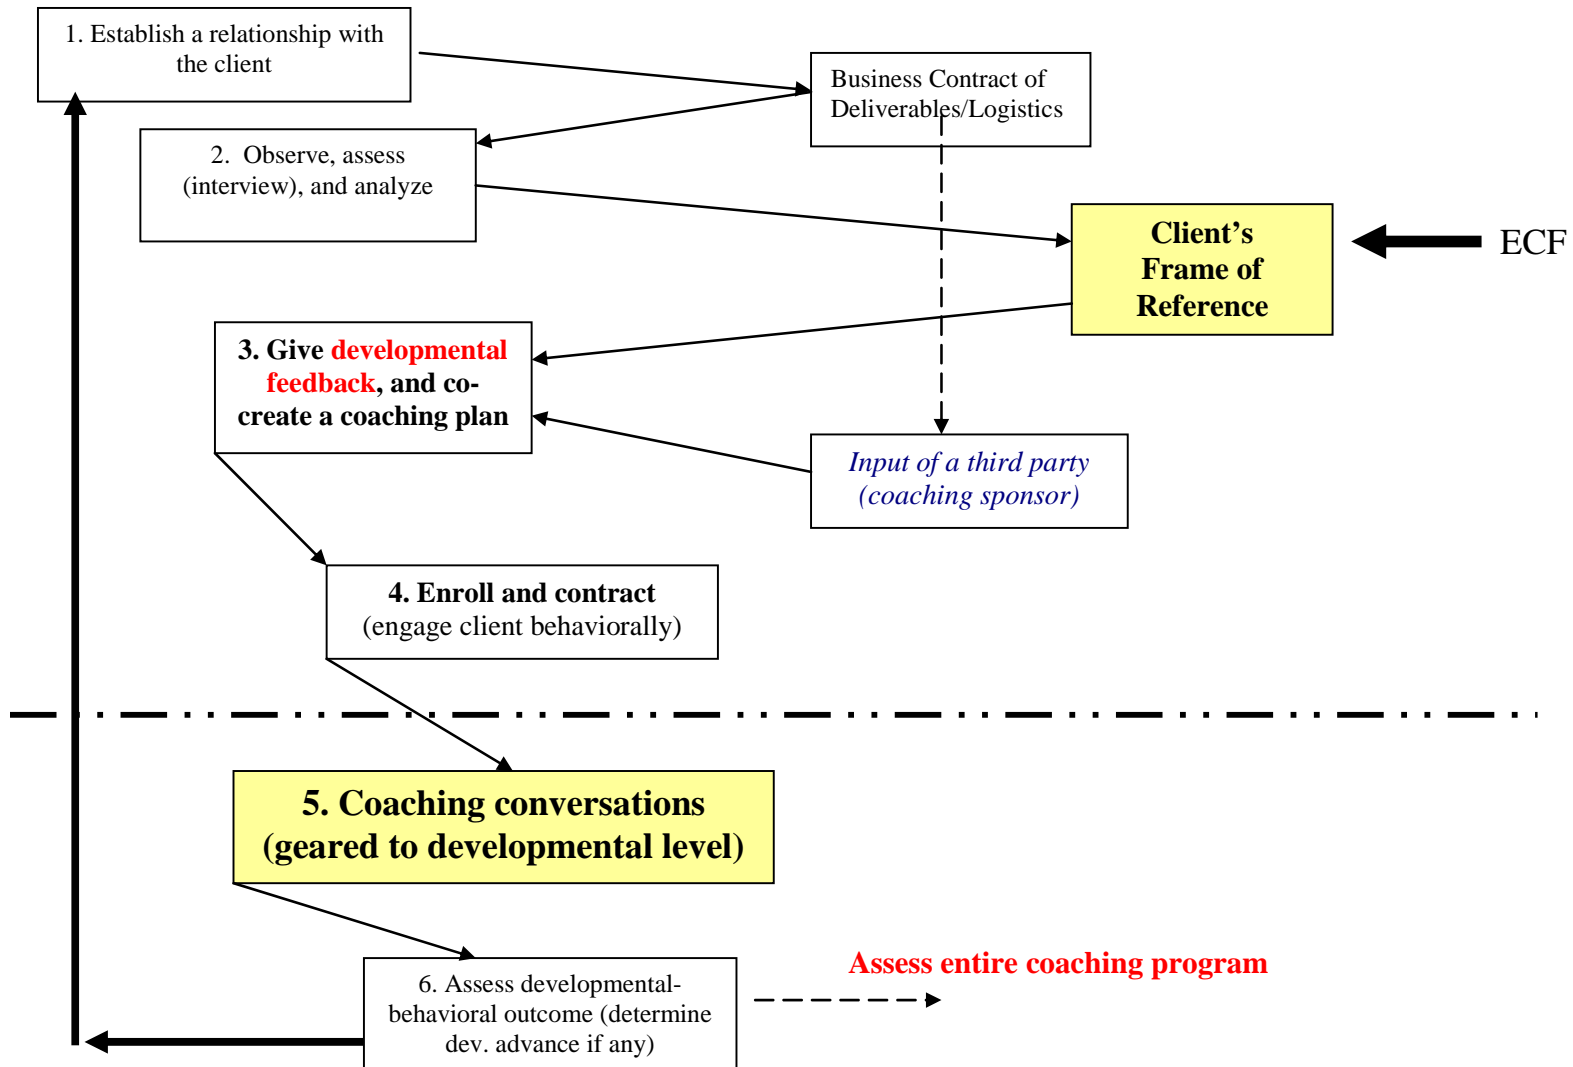 1. Establish a relationship with
the client
Business Contract of
Deliverables/Logistics
2. Observe, assess
(interview), and analyze
Client’s
Frame of
Reference
ECF
3. Give developmental
feedback, and co-
create a coaching plan
Input of a third party
(coaching sponsor)
4. Enroll and contract
(engage client behaviorally)
5. Coaching conversations
(geared to developmental level)
Assess entire coaching program
6. Assess developmental-
behavioral outcome (determine
dev. advance if any)